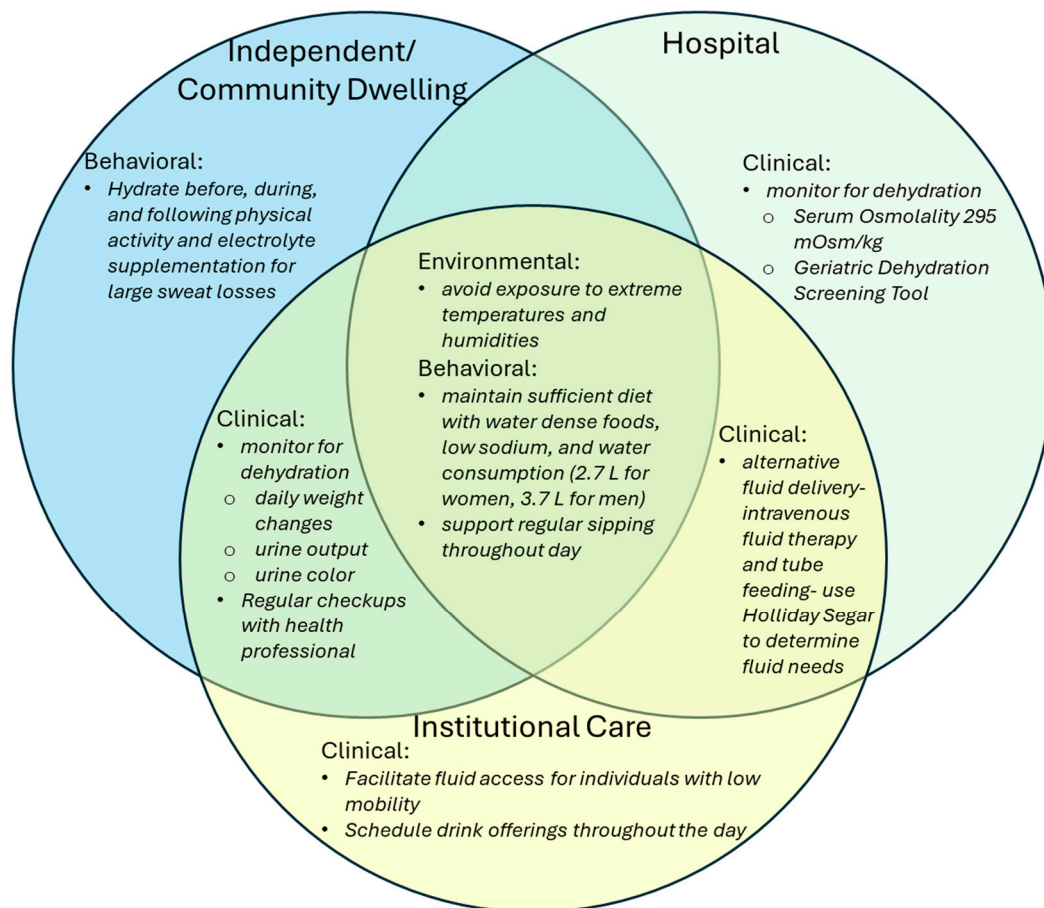 Independent/
Community Dwelling
Hospital
Behavioral:
• Hydrate before, during,
and following physical
activity and electrolyte
supplementation for
large sweat losses
Clinical:
• monitor for dehydration
o Serum Osmolality 295
mOsm/kg
o Geriatric Dehydration
Screening Tool
Environmental:
• avoid exposure to extreme
temperatures and
humidities
Behavioral:
• maintain sufficient diet
with water dense foods,
low sodium, and water
consumption (2.7 L for
women, 3.7 L for men)
• support regular sipping
throughout day
Clinical:
• monitor for
dehydration
o daily weight
changes
o urine output
o urine color
• Regular checkups
with health
professional
Clinical:
• alternative
fluid delivery-
intravenous
fluid therapy
and tube
feeding- use
Holliday Segar
to determine
fluid needs
Institutional Care
Clinical:
• Facilitate fluid access for individuals with low
mobility
• Schedule drink offerings throughout the day